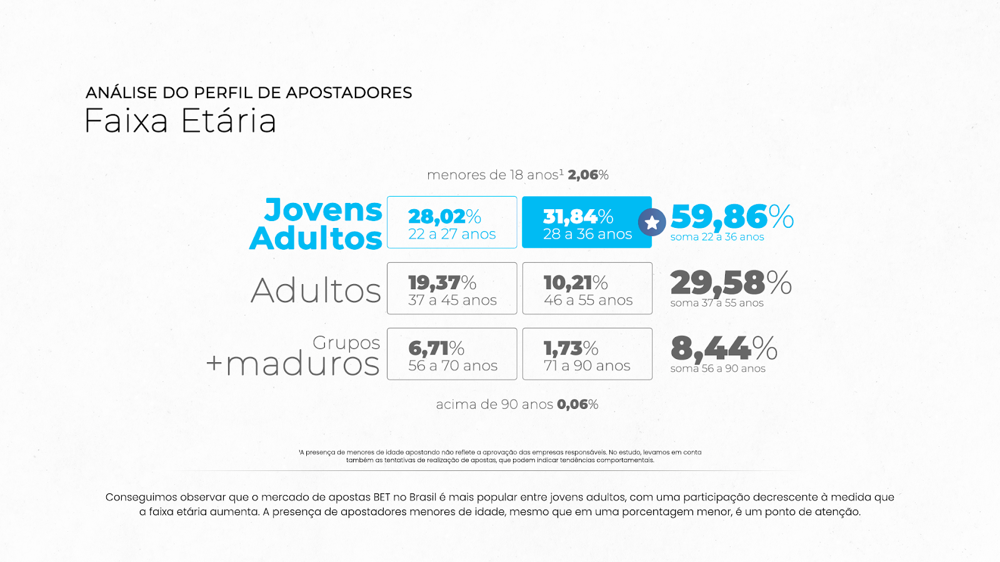 ANÁLISE DO PERFIL DE APOSTADORES
Faixa Etária
menores de 18 anos¹ 2,06%
Jovens
Adultos
28,02%
22 a 27 anos
31,84%
28 a 36 anos
59,86%
soma 22 a 36 anos
Adultos
19,37%
37 a 45 anos
10,21%
46 a 55 anos
29,58%
soma 37 a 55 anos
Grupos
+maduros
6,71%
56 a 70 anos
1,73%
71 a 90 anos
8,44%
soma 56 a 90 anos
acima de 90 anos 0,06%
¹A presença de menores de idade apostando não reflete a aprovação das empresas responsáveis. No estudo, levamos em conta
também as tentativas de realização de apostas, que podem indicar tendências comportamentais.
Conseguimos observar que o mercado de apostas BET no Brasil é mais popular entre jovens adultos, com uma participação decrescente à medida que
a faixa etária aumenta. A presença de apostadores menores de idade, mesmo que em uma porcentagem menor, é um ponto de atenção.